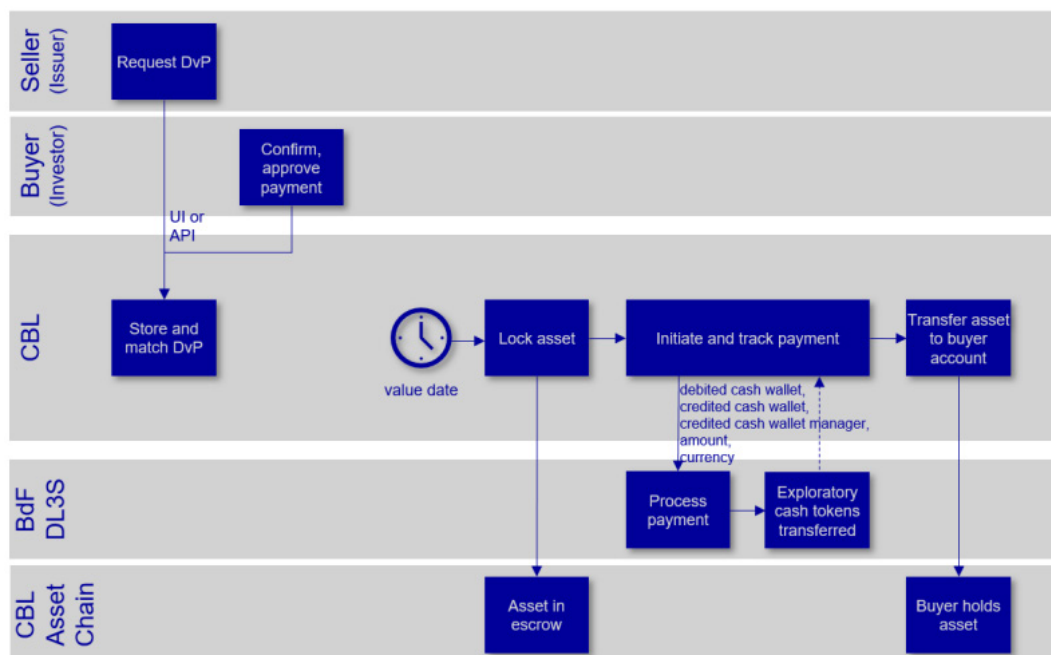 Seller
(Issuer)
Request DvP
Buyer
(Investor)
Confirm,
approve
payment
UI or
API
CBL
Store and
match DvP
value date
Lock asset
Initiate and track payment
Transfer asset
to buyer
account
debited cash wallet,
credited cash wallet,
credited cash wallet manager,
amount,
currency
BdF
DL3S
Process
payment
Exploratory
cash tokens
transferred
CBL
Asset
Chain
Asset in
escrow
Buyer holds
asset